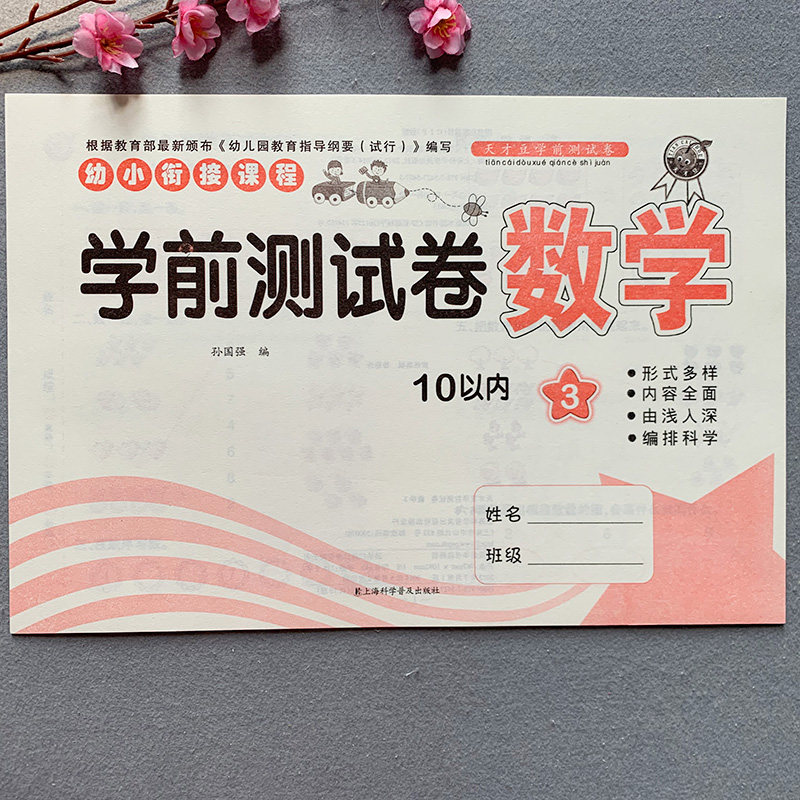 根据教育部最新颁布《幼儿园教育指导纲要(试行)》编写
天才豆学前测试卷
tiāncáidòuxué qiáncè shì juàn
幼小衔接课程
学前测试卷 数学
孙国强 编
10以内 3
●形式多样
●内容全面
●由浅入深
●编排科学
姓名
班级
上海科学普及出版社